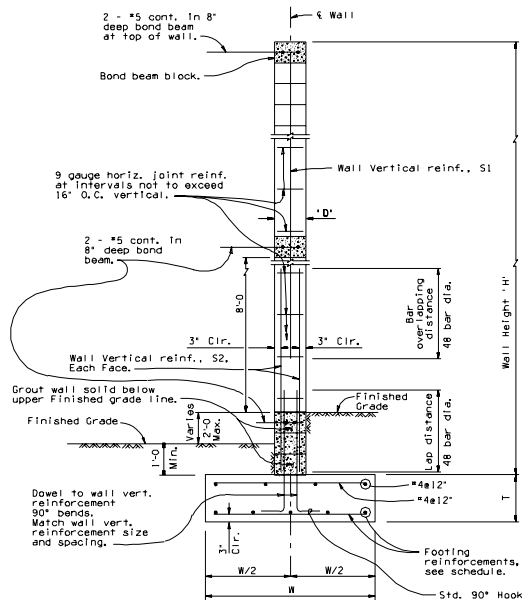 2 - #5 cont. in 8"
deep bond beam
at top of wall.
℄ Wall
Bond beam block.
9 gauge horiz. joint reinf.
at intervals not to exceed
16" O.C. vertical.
Wall Vertical reinf., S1
'D'
2 - #5 cont. in
8" deep bond
beam.
8'-0
Bar
overlapping
distance
48 bar dia.
Wall Height 'H'
3" Clr.
3" Clr.
Wall Vertical reinf., S2,
Each Face.
Grout wall solid below
upper Finished grade line.
Finished
Grade
Finished Grade
Varies
2'-0
Max.
1'-0
Min.
Lap distance
48 bar dia.
Dowel to wall vert.
reinforcement
90° bends.
Match wall vert.
reinforcement size
and spacing.
#4@12"
#4@12"
T
3"
Clr.
Footing
reinforcements,
see schedule.
W/2
W/2
W
Std. 90° Hook